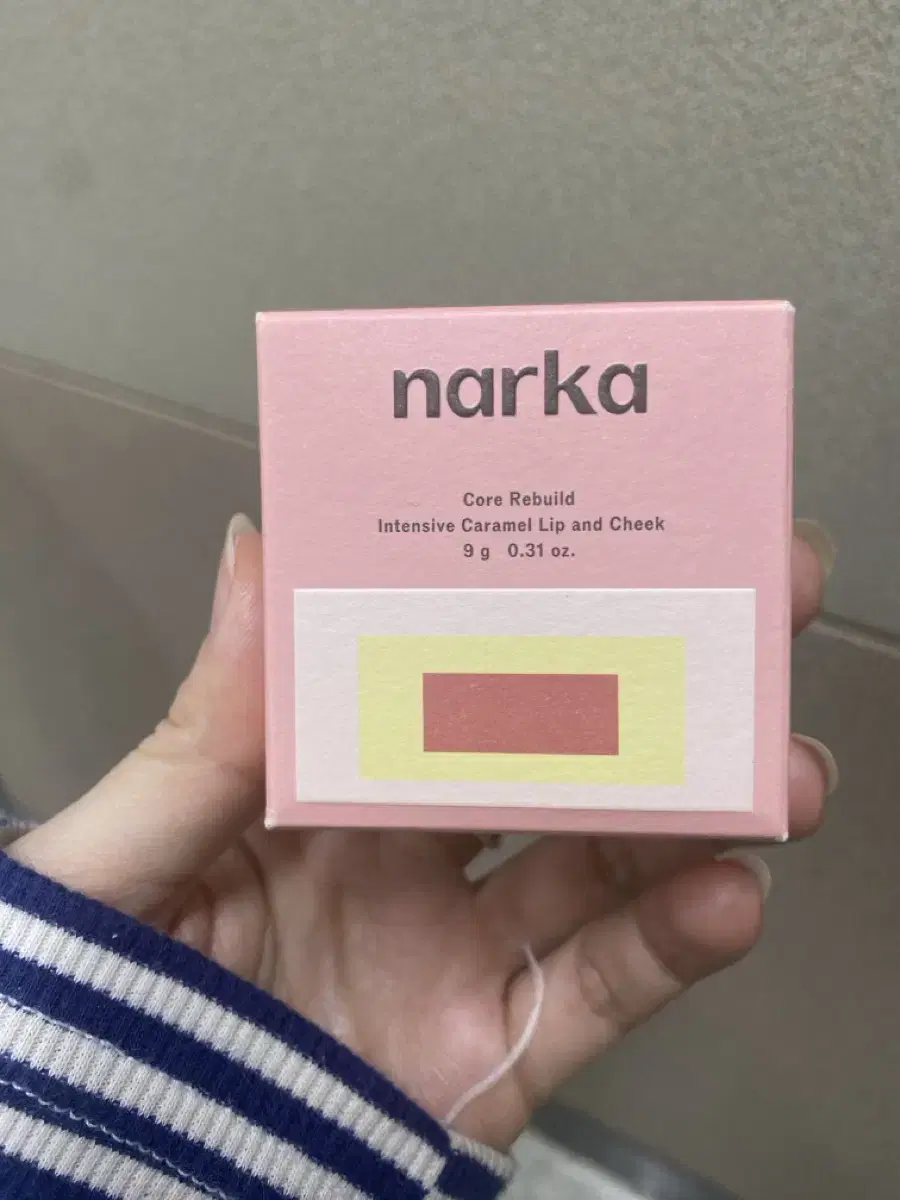 narka
Core Rebuild
Intensive Caramel Lip and Cheek
9 g 0.31 oz.